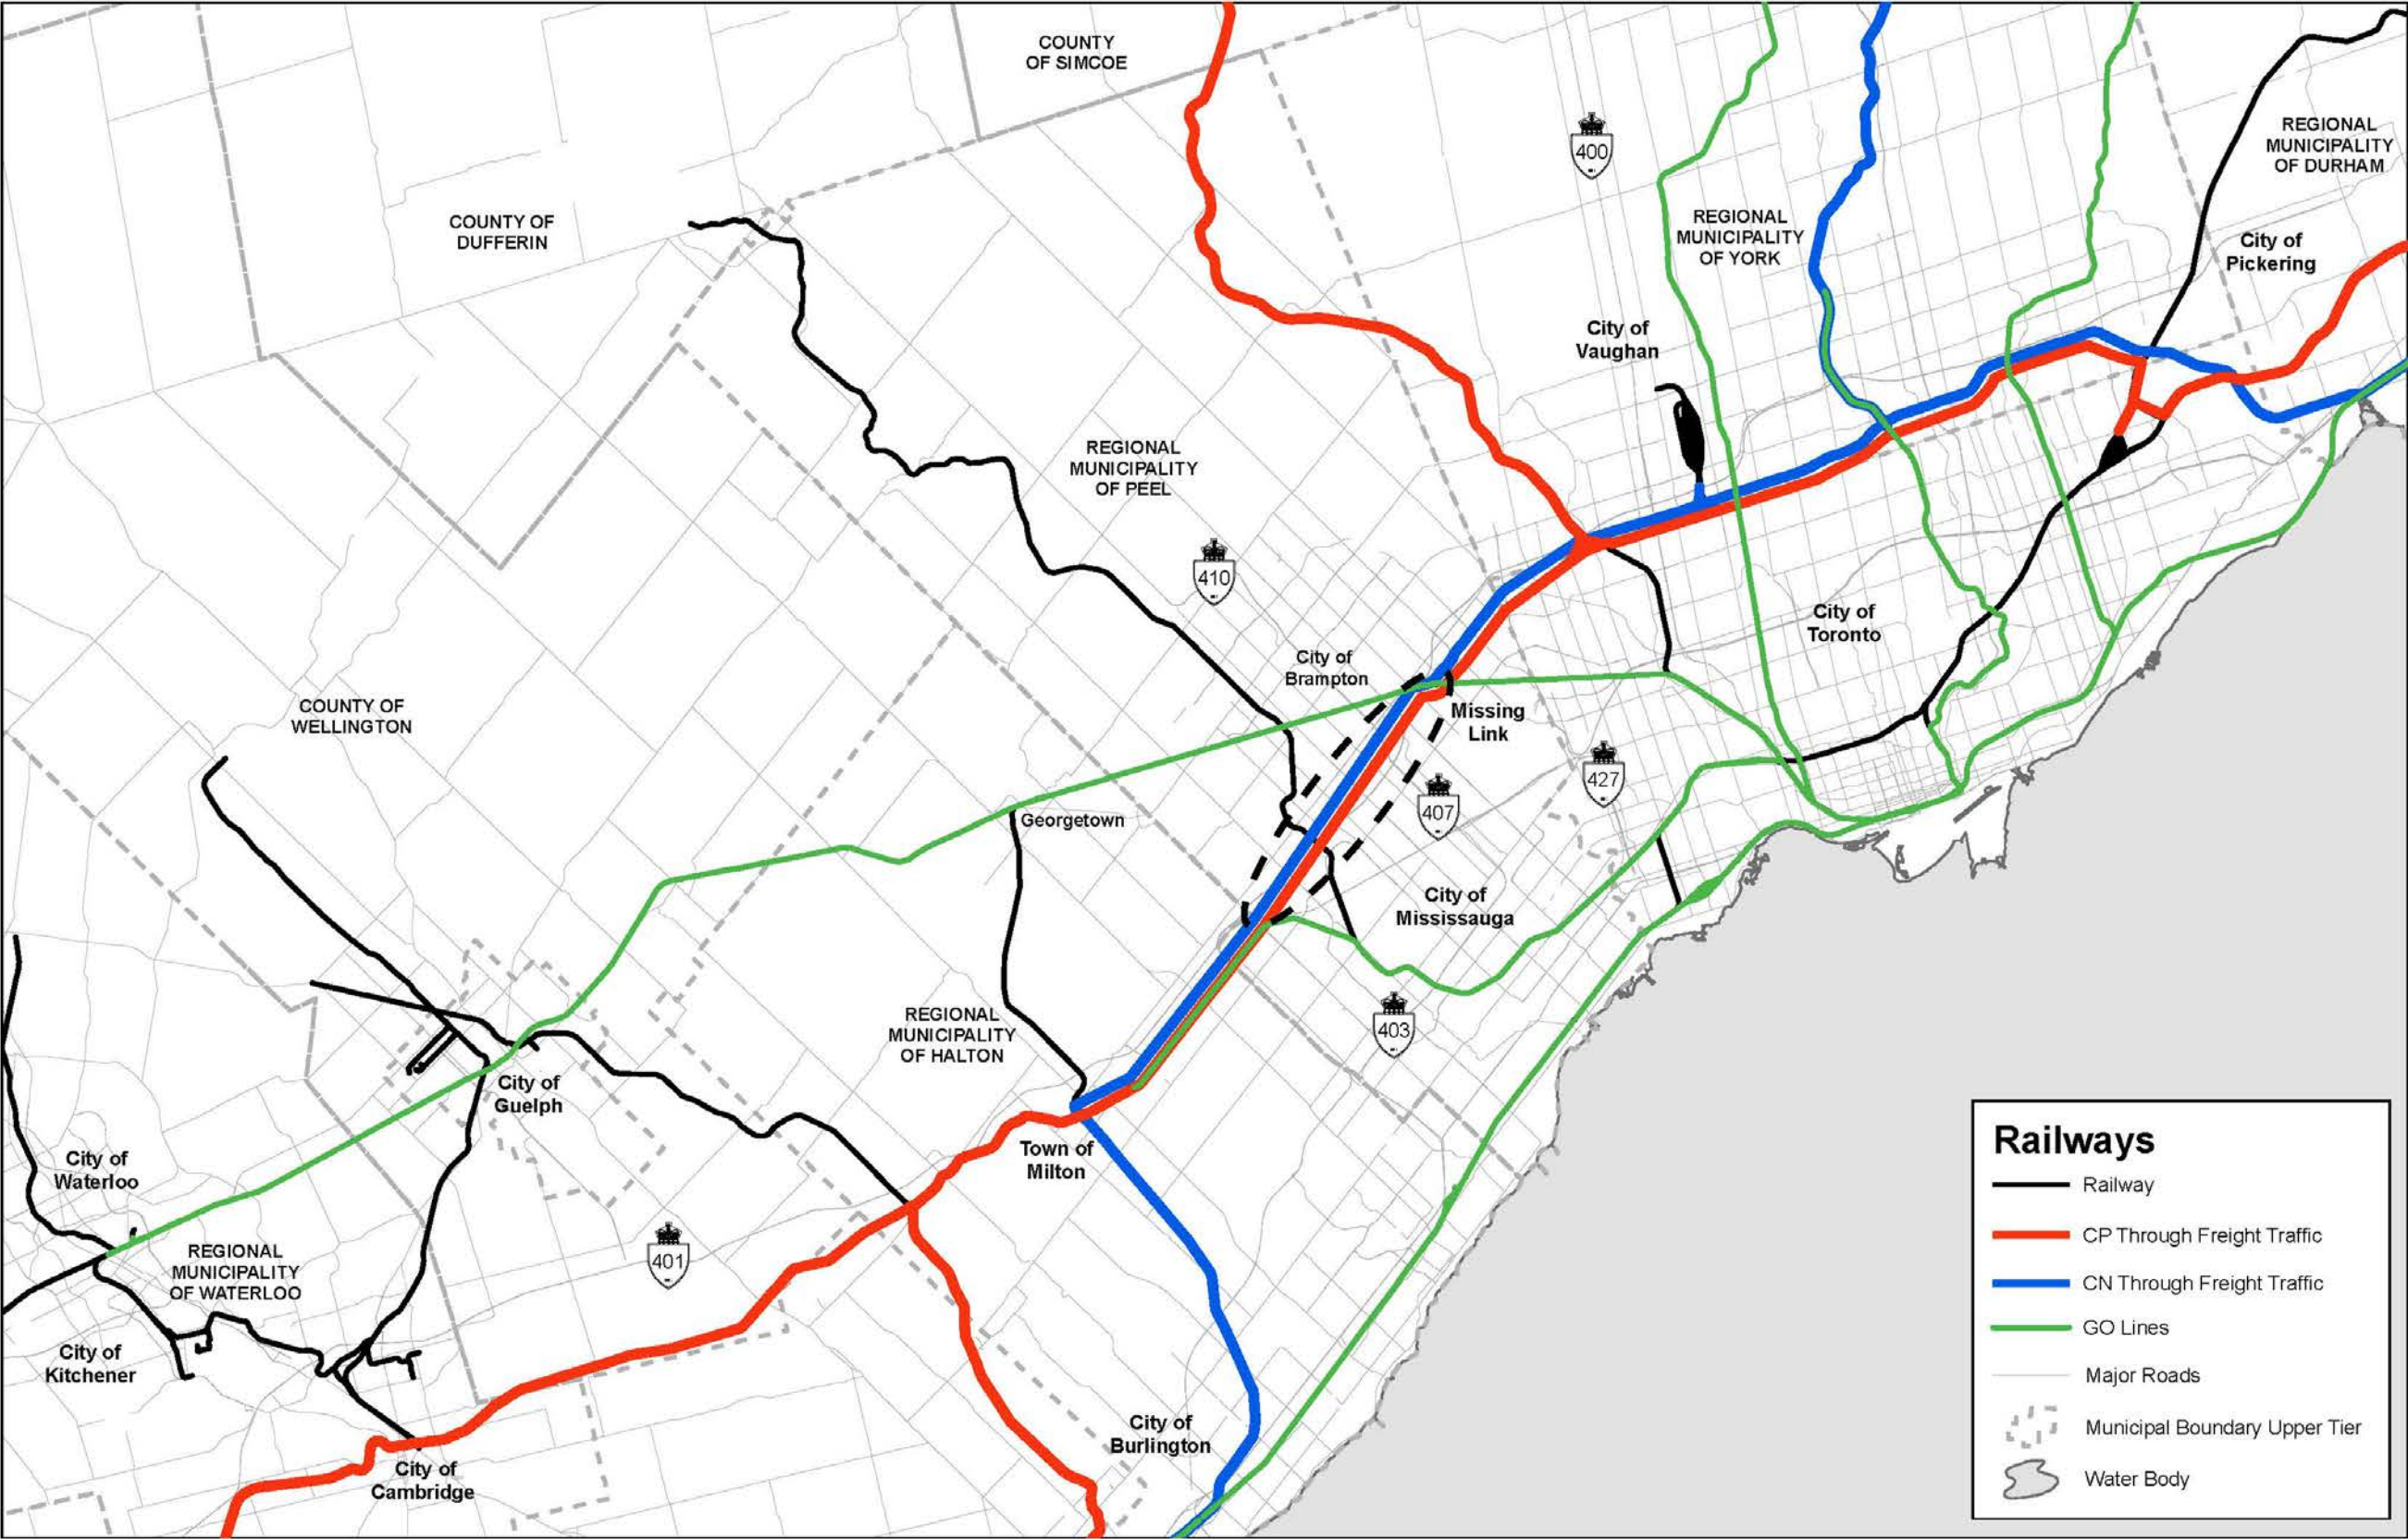 COUNTY
OF SIMCOE
400
REGIONAL
MUNICIPALITY
OF DURHAM
COUNTY OF
DUFFERIN
REGIONAL
MUNICIPALITY
OF YORK
City of
Pickering
City of
Vaughan
REGIONAL
MUNICIPALITY
OF PEEL
410
City of
Toronto
City of
Brampton
COUNTY OF
WELLINGTON
Missing
Link
427
407
Georgetown
City of
Mississauga
REGIONAL
MUNICIPALITY
OF HALTON
403
City of
Guelph
Town of
Milton
City of
Waterloo
401
REGIONAL
MUNICIPALITY
OF WATERLOO
City of
Kitchener
City of
Burlington
City of
Cambridge
Railways
Railway
CP Through Freight Traffic
CN Through Freight Traffic
GO Lines
Major Roads
Municipal Boundary Upper Tier
Water Body